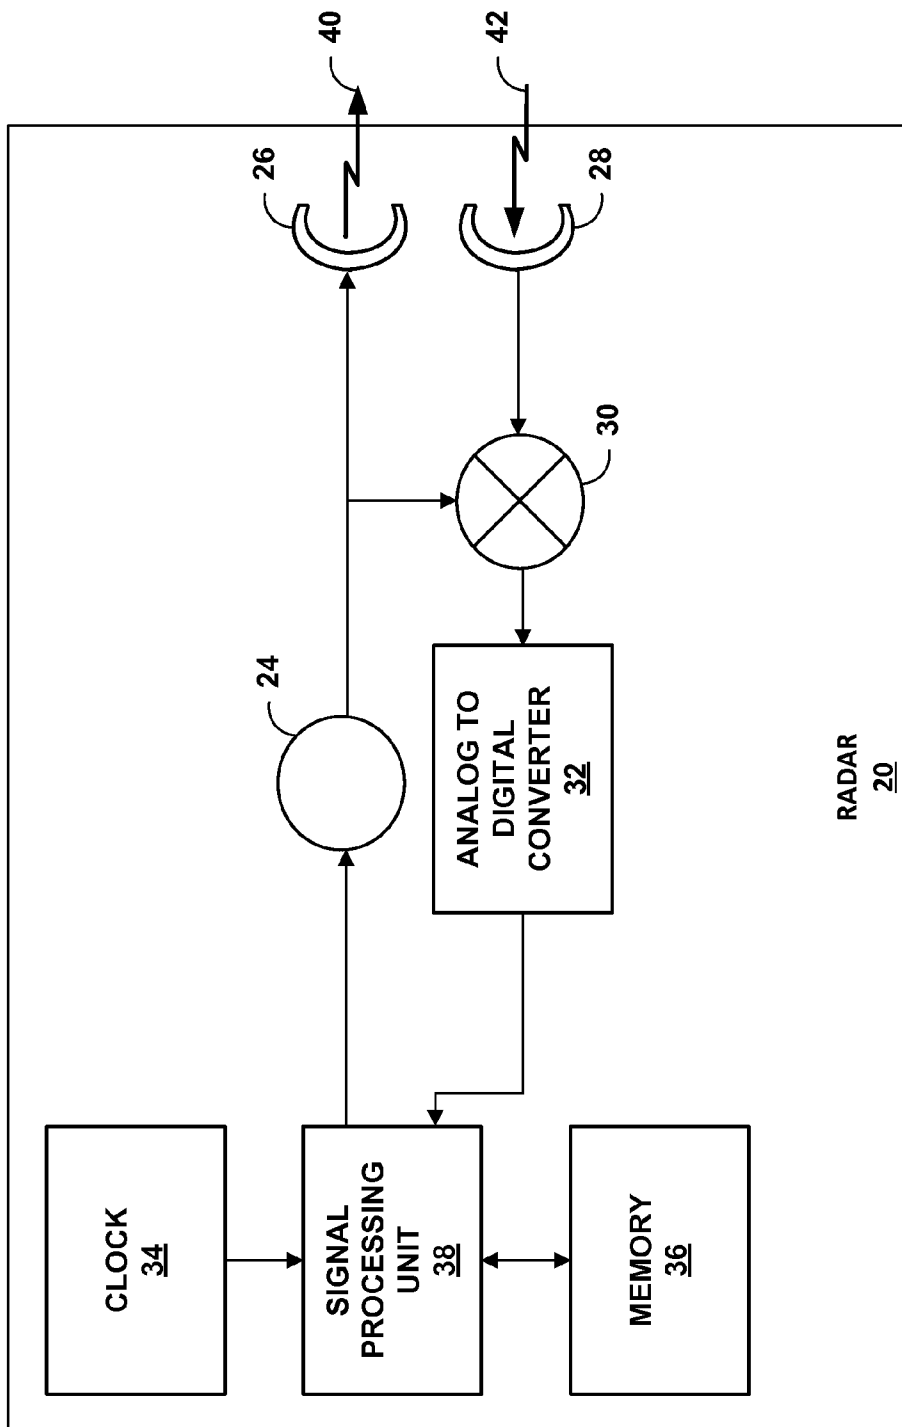 CLOCK
34
SIGNAL
PROCESSING
UNIT
38
MEMORY
36
24
26
40
ANALOG TO
DIGITAL
CONVERTER
32
30
28
42
RADAR
20